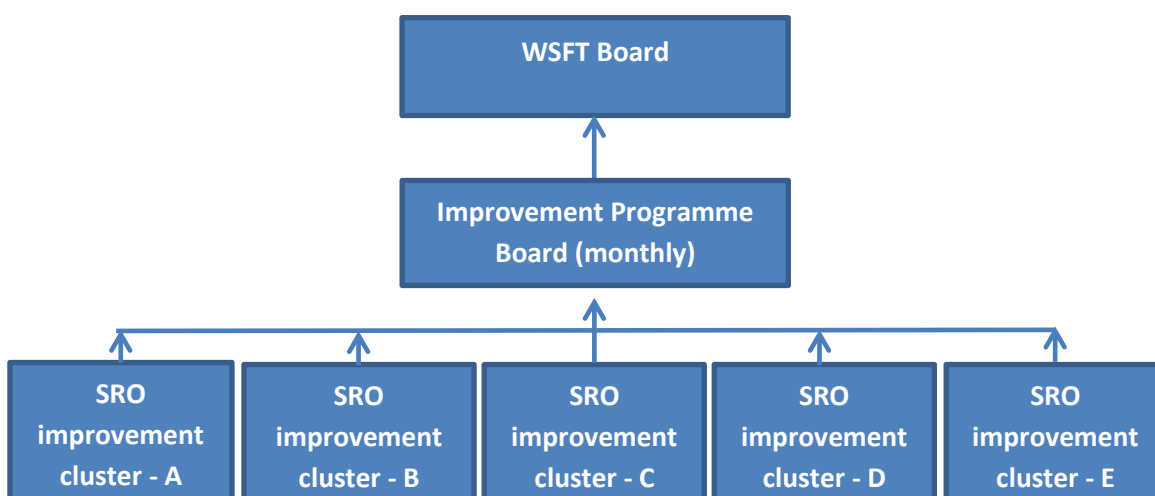 WSFT Board
Improvement Programme
Board (monthly)
SRO
improvement
cluster - A
SRO
improvement
cluster - B
SRO
improvement
cluster - C
SRO
improvement
cluster - D
SRO
improvement
cluster - E